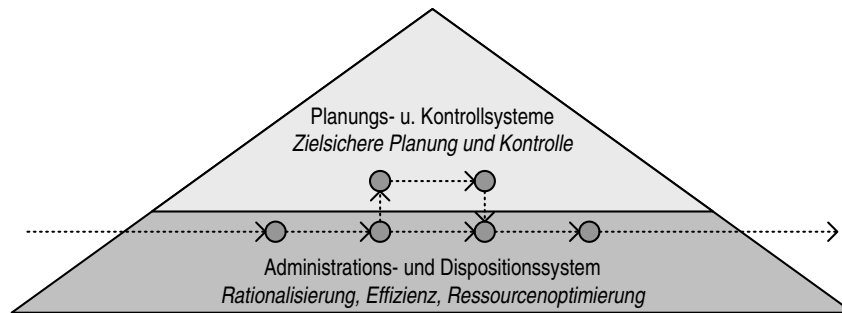 Planungs- u. Kontrollsysteme
Zielsichere Planung und Kontrolle
Administrations- und Dispositionssystem
Rationalisierung, Effizienz, Ressourcenoptimierung